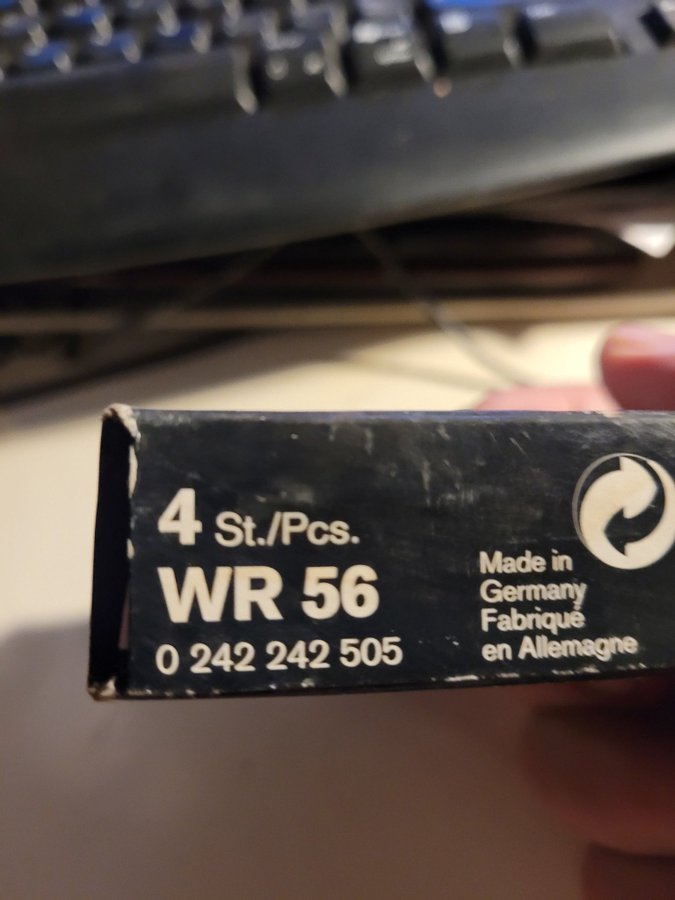 4 St./Pcs.
WR 56
0 242 242 505
Made in
Germany
Fabriqué
en Allemagne